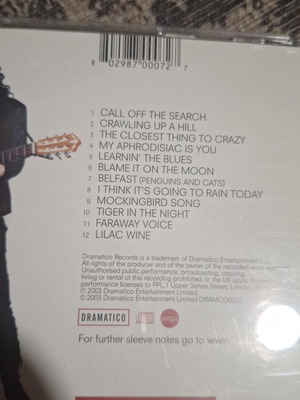 8 02987 00072 7
1 CALL OFF THE SEARCH
2 CRAWLING UP A HILL
3 THE CLOSEST THING TO CRAZY
4 MY APHRODISIAC IS YOU
5 LEARNIN' THE BLUES
6 BLAME IT ON THE MOON
7 BELFAST (PENGUINS AND CATS)
8 I THINK IT'S GOING TO RAIN TODAY
9 MOCKINGBIRD SONG
10 TIGER IN THE NIGHT
11 FARAWAY VOICE
12 LILAC WINE
Dramatico Records is a trademark of Dramatico Entertainment
All rights of the producer and of the owner of the recorded work
Unauthorised public performance, broadcasting, copying,
hiring or rental of this recording prohibited. In the UK apply for
performance licences to PPL, 1 Upper James Street, London,
℗ 2003 Dramatico Entertainment Limited
© 2003 Dramatico Entertainment Limited
DRAMATICO
For further sleeve notes go to